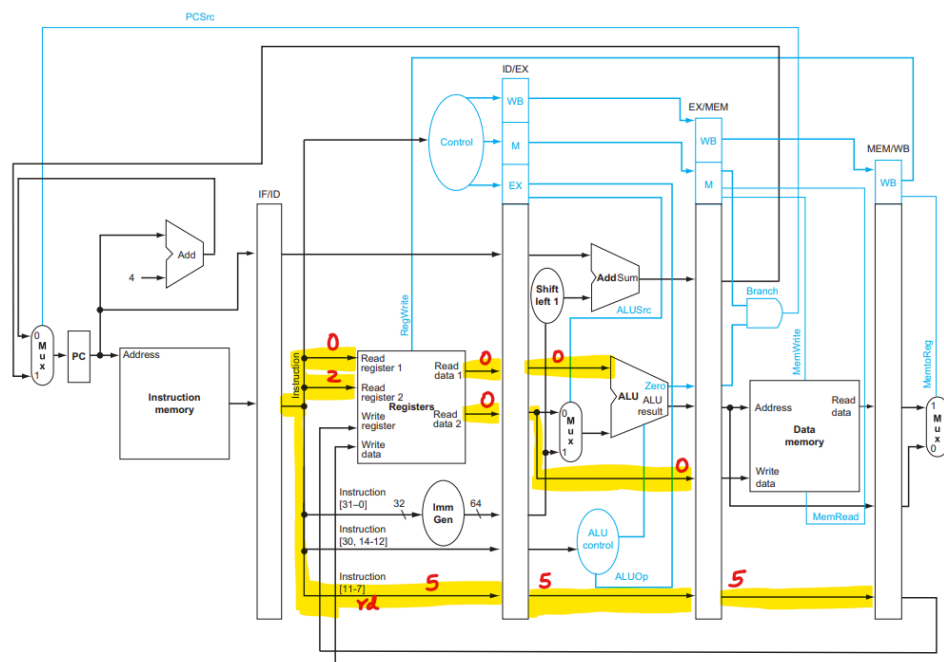 PCSrc
ID/EX
WB
EX/MEM
Control
M
WB
MEM/WB
EX
M
WB
IF/ID
Add
4
Add Sum
Shift
left 1
Branch
ALUSrc
RegWrite
MemWrite
MemtoReg
0
M
u
x
1
PC
Address
Instruction
memory
Instruction
0
Read
register 1
2
Read
register 2
Registers
Write
register
Write
data
Read
data 1
0
Read
data 2
0
0
0
M
u
x
1
ALU
Zero
ALU
result
0
Address
Read
data
Data
memory
Write
data
MemRead
1
M
u
x
0
Instruction
[31–0]
32
Imm
Gen
64
Instruction
[30, 14-12]
ALU
control
ALUOp
Instruction
[11-7]
rd
5
5
5